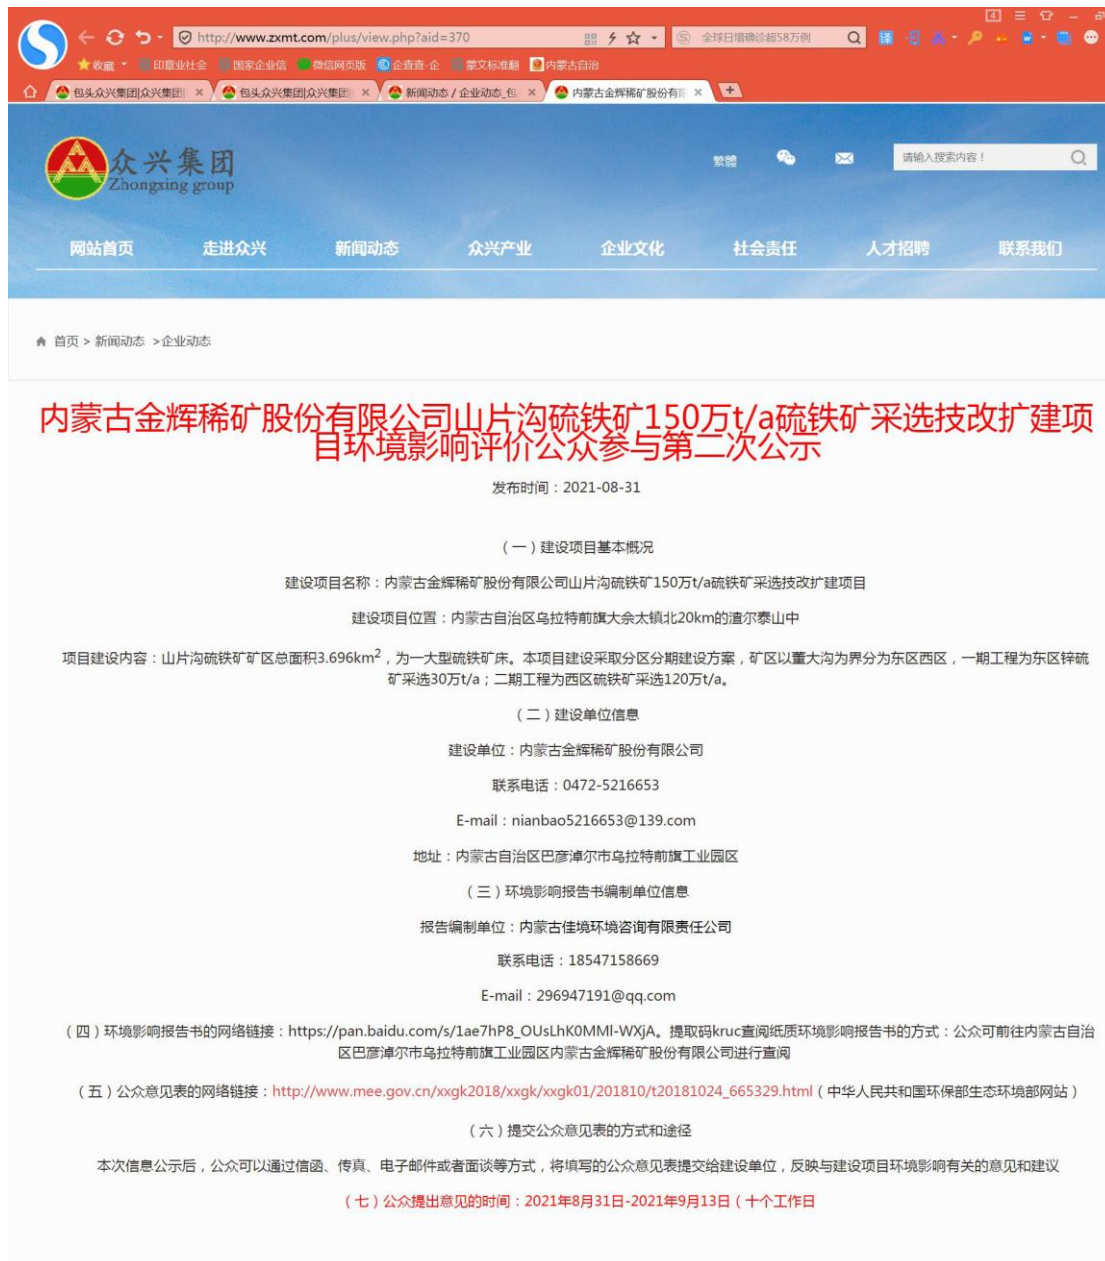 4
http://www.zxmt.com/plus/view.php?aid=370
全球日增确诊超58万例
收藏 印章业社会 国家企业信 微信网页版 企查查-企 蒙文标准翻 内蒙古自治
包头众兴集团|众兴集团| 包头众兴集团|众兴集团| 新闻动态 / 企业动态_包 内蒙古金辉稀矿股份有限
众兴集团
Zhongxing group
繁體
请输入搜索内容！
网站首页 走进众兴 新闻动态 众兴产业 企业文化 社会责任 人才招聘 联系我们
首页 > 新闻动态 >企业动态
内蒙古金辉稀矿股份有限公司山片沟硫铁矿150万t/a硫铁矿采选技改扩建项
目环境影响评价公众参与第二次公示
发布时间：2021-08-31
（一）建设项目基本概况
建设项目名称：内蒙古金辉稀矿股份有限公司山片沟硫铁矿150万t/a硫铁矿采选技改扩建项目
建设项目位置：内蒙古自治区乌拉特前旗大佘太镇北20km的渣尔泰山中
项目建设内容：山片沟硫铁矿矿区总面积3.696km²，为一大型硫铁矿床。本项目建设采取分区分期建设方案，矿区以董大沟为界分为东区西区，一期工程为东区锌硫
矿采选30万t/a；二期工程为西区硫铁矿采选120万t/a。
（二）建设单位信息
建设单位：内蒙古金辉稀矿股份有限公司
联系电话：0472-5216653
E-mail：nianbao5216653@139.com
地址：内蒙古自治区巴彦淖尔市乌拉特前旗工业园区
（三）环境影响报告书编制单位信息
报告编制单位：内蒙古佳境环境咨询有限责任公司
联系电话：18547158669
E-mail：296947191@qq.com
（四）环境影响报告书的网络链接：https://pan.baidu.com/s/1ae7hP8_OUsLhK0MMl-WXjA。提取码kruc查阅纸质环境影响报告书的方式：公众可前往内蒙古自治
区巴彦淖尔市乌拉特前旗工业园区内蒙古金辉稀矿股份有限公司进行查阅
（五）公众意见表的网络链接：http://www.mee.gov.cn/xxgk2018/xxgk/xxgk01/201810/t20181024_665329.html（中华人民共和国环保部生态环境部网站）
（六）提交公众意见表的方式和途径
本次信息公示后，公众可以通过信函、传真、电子邮件或者面谈等方式，将填写的公众意见表提交给建设单位，反映与建设项目环境影响有关的意见和建议
（七）公众提出意见的时间：2021年8月31日-2021年9月13日（十个工作日